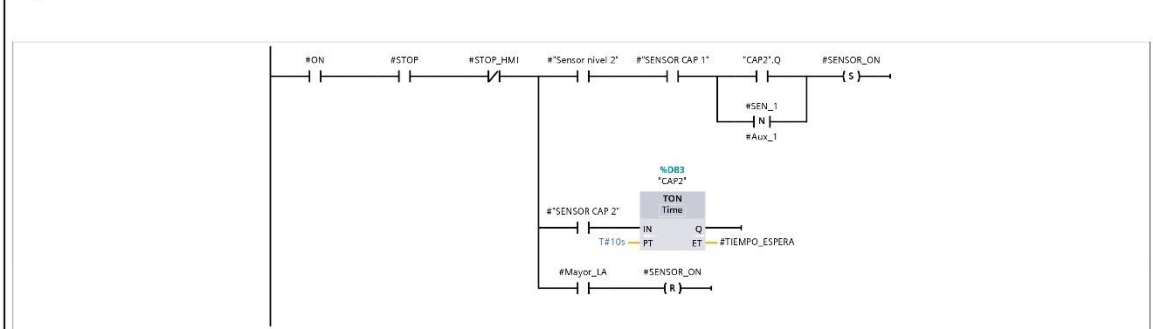 #ON #STOP #STOP_HMI #"Sensor nivel 2" #"SENSOR CAP 1" "CAP2".Q #SENSOR_ON
S
#SEN_1
N
#Aux_1
%DB3
"CAP2"
TON
Time
#"SENSOR CAP 2"
IN Q
T#10s PT ET #TIEMPO_ESPERA
#Mayor_LA #SENSOR_ON
R